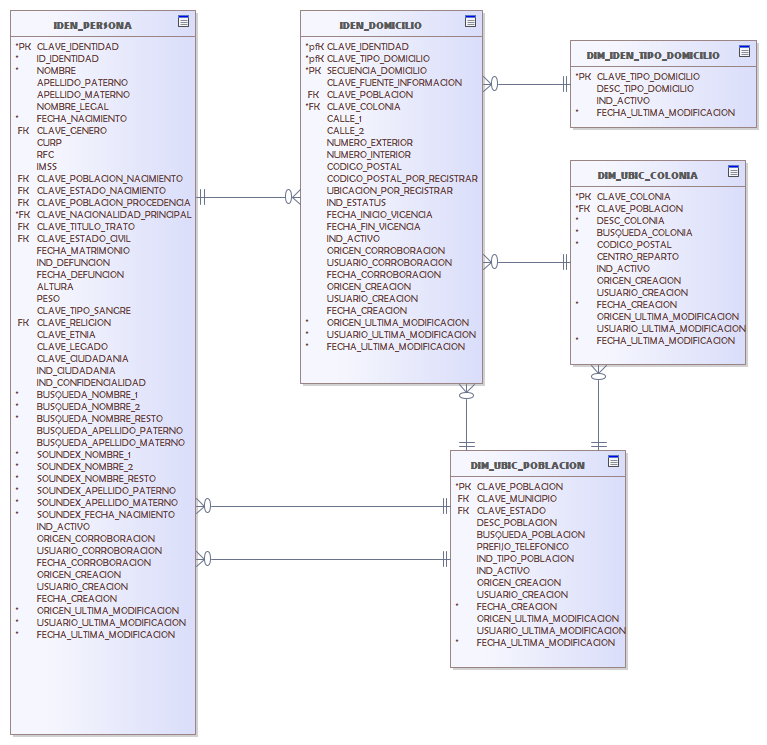 IDEN_PERSONA
*PK CLAVE_IDENTIDAD
* ID_IDENTIDAD
* NOMBRE
APELLIDO_PATERNO
APELLIDO_MATERNO
NOMBRE_LEGAL
* FECHA_NACIMIENTO
FK CLAVE_GENERO
CURP
RFC
IMSS
FK CLAVE_POBLACION_NACIMIENTO
FK CLAVE_ESTADO_NACIMIENTO
FK CLAVE_POBLACION_PROCEDENCIA
*FK CLAVE_NACIONALIDAD_PRINCIPAL
FK CLAVE_TITULO_TRATO
FK CLAVE_ESTADO_CIVIL
FECHA_MATRIMONIO
IND_DEFUNCION
FECHA_DEFUNCION
ALTURA
PESO
CLAVE_TIPO_SANGRE
FK CLAVE_RELIGION
CLAVE_ETNIA
CLAVE_LEGADO
CLAVE_CIUDADANIA
IND_CIUDADANIA
IND_CONFIDENCIALIDAD
* BUSQUEDA_NOMBRE_1
* BUSQUEDA_NOMBRE_2
* BUSQUEDA_NOMBRE_RESTO
BUSQUEDA_APELLIDO_PATERNO
BUSQUEDA_APELLIDO_MATERNO
* SOUNDEX_NOMBRE_1
* SOUNDEX_NOMBRE_2
* SOUNDEX_NOMBRE_RESTO
* SOUNDEX_APELLIDO_PATERNO
* SOUNDEX_APELLIDO_MATERNO
* SOUNDEX_FECHA_NACIMIENTO
IND_ACTIVO
ORIGEN_CORROBORACION
USUARIO_CORROBORACION
FECHA_CORROBORACION
ORIGEN_CREACION
USUARIO_CREACION
FECHA_CREACION
* ORIGEN_ULTIMA_MODIFICACION
* USUARIO_ULTIMA_MODIFICACION
* FECHA_ULTIMA_MODIFICACION
IDEN_DOMICILIO
*pfK CLAVE_IDENTIDAD
*pfK CLAVE_TIPO_DOMICILIO
*PK SECUENCIA_DOMICILIO
CLAVE_FUENTE_INFORMACION
FK CLAVE_POBLACION
*FK CLAVE_COLONIA
CALLE_1
CALLE_2
NUMERO_EXTERIOR
NUMERO_INTERIOR
CODIGO_POSTAL
CODIGO_POSTAL_POR_REGISTRAR
UBICACION_POR_REGISTRAR
IND_ESTATUS
FECHA_INICIO_VIGENCIA
FECHA_FIN_VIGENCIA
IND_ACTIVO
ORIGEN_CORROBORACION
USUARIO_CORROBORACION
FECHA_CORROBORACION
ORIGEN_CREACION
USUARIO_CREACION
FECHA_CREACION
* ORIGEN_ULTIMA_MODIFICACION
* USUARIO_ULTIMA_MODIFICACION
* FECHA_ULTIMA_MODIFICACION
DIM_IDEN_TIPO_DOMICILIO
*PK CLAVE_TIPO_DOMICILIO
DESC_TIPO_DOMICILIO
IND_ACTIVO
* FECHA_ULTIMA_MODIFICACION
DIM_UBIC_COLONIA
*PK CLAVE_COLONIA
*FK CLAVE_POBLACION
* DESC_COLONIA
* BUSQUEDA_COLONIA
* CODIGO_POSTAL
CENTRO_REPARTO
IND_ACTIVO
ORIGEN_CREACION
USUARIO_CREACION
* FECHA_CREACION
ORIGEN_ULTIMA_MODIFICACION
USUARIO_ULTIMA_MODIFICACION
* FECHA_ULTIMA_MODIFICACION
DIM_UBIC_POBLACION
*PK CLAVE_POBLACION
FK CLAVE_MUNICIPIO
FK CLAVE_ESTADO
DESC_POBLACION
BUSQUEDA_POBLACION
PREFIJO_TELEFONICO
IND_TIPO_POBLACION
IND_ACTIVO
ORIGEN_CREACION
USUARIO_CREACION
* FECHA_CREACION
ORIGEN_ULTIMA_MODIFICACION
USUARIO_ULTIMA_MODIFICACION
* FECHA_ULTIMA_MODIFICACION